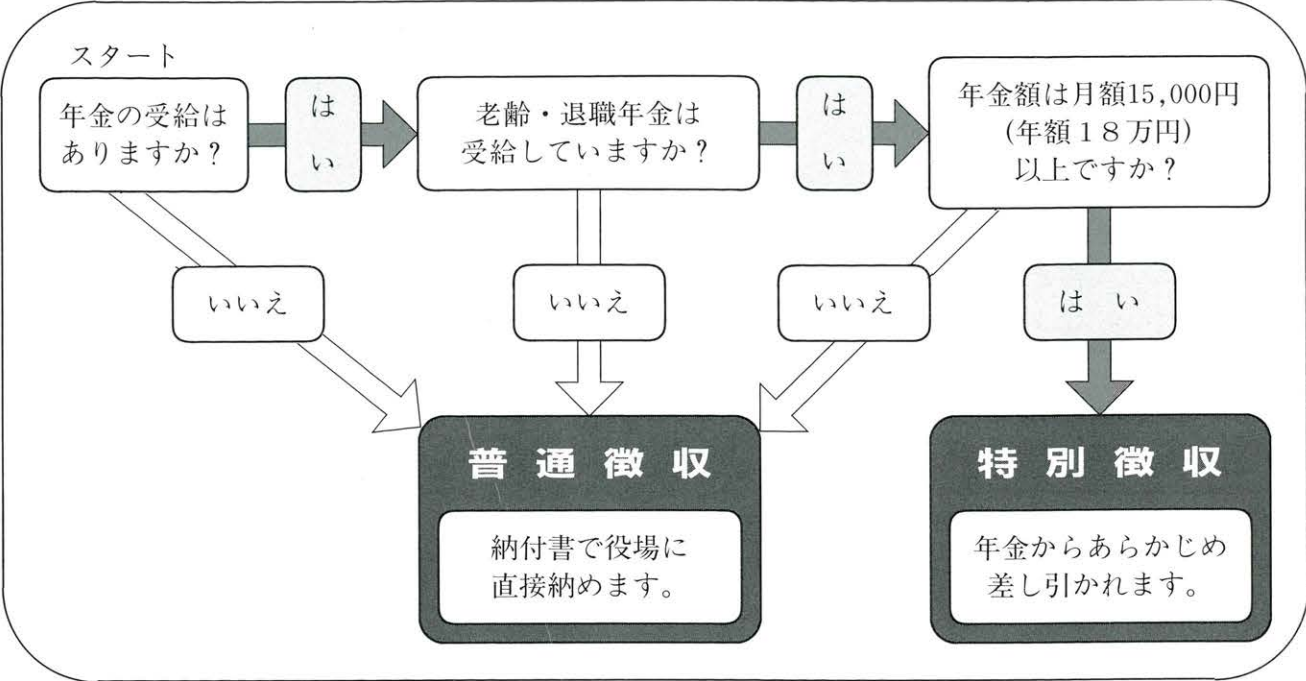 スタート
年金の受給は
ありますか？
はい
老齢・退職年金は
受給していますか？
はい
年金額は月額15,000円
(年額１８万円)
以上ですか？
いいえ
いいえ
いいえ
は　い
普通徴収
納付書で役場に
直接納めます。
特別徴収
年金からあらかじめ
差し引かれます。